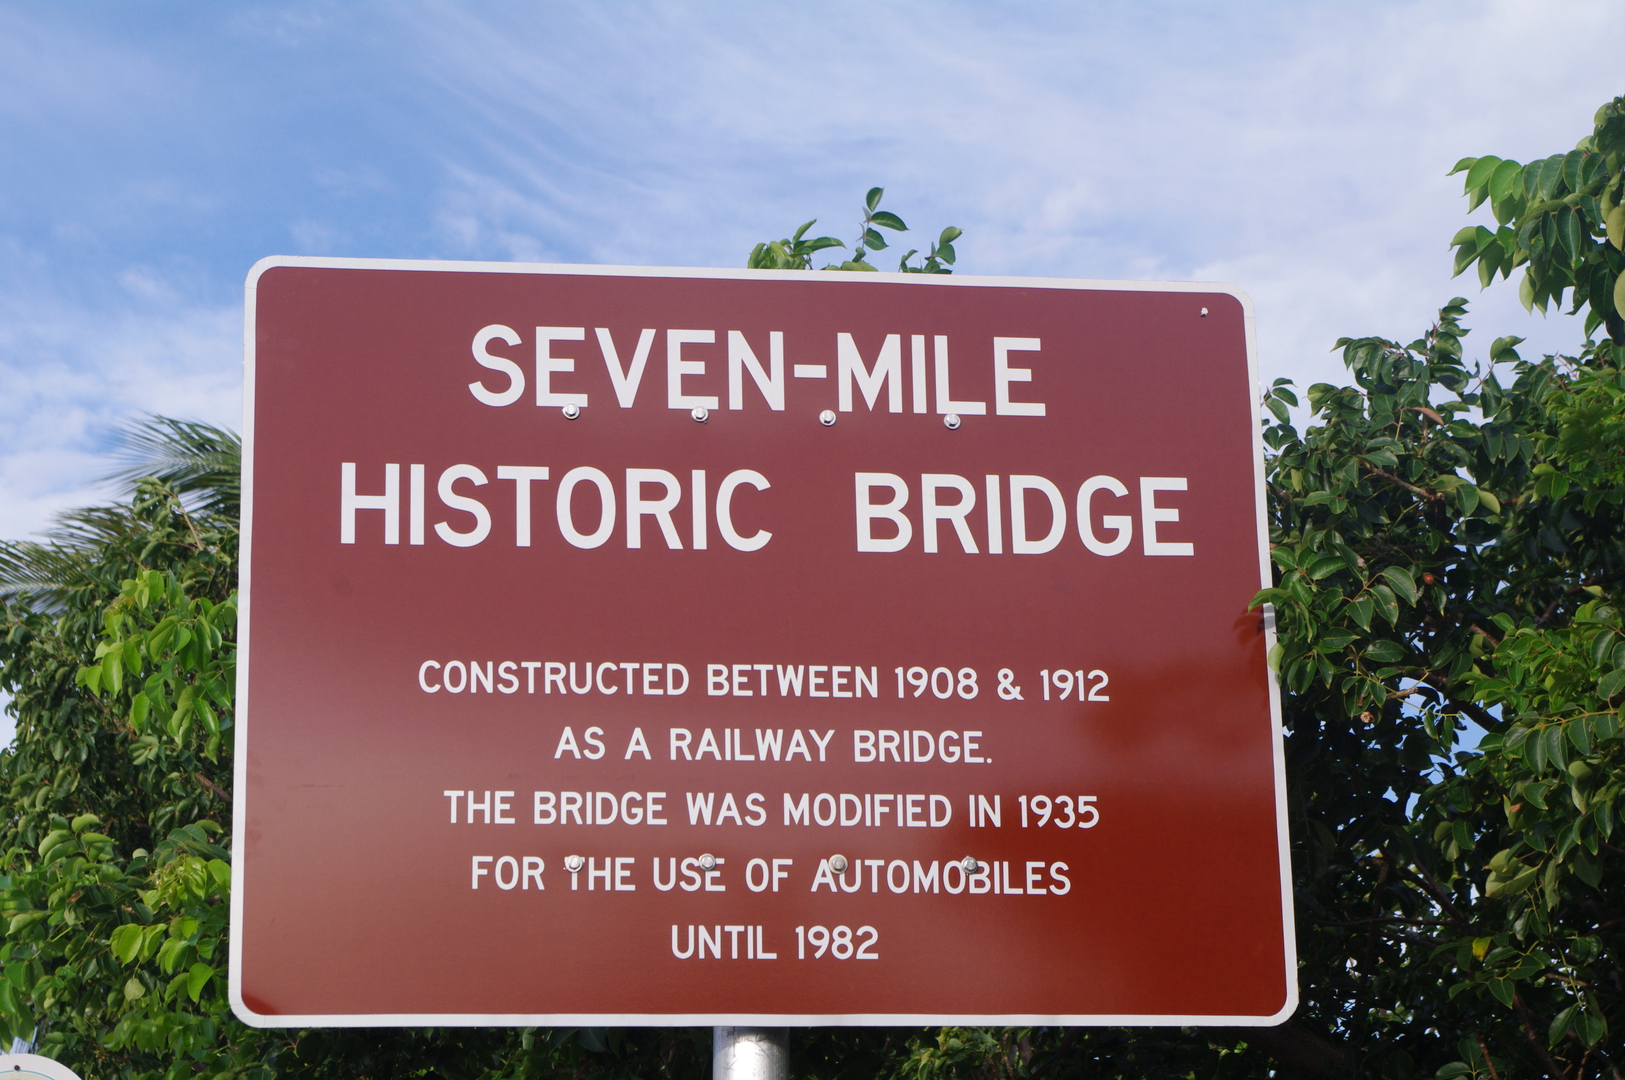 SEVEN-MILE
HISTORIC BRIDGE
CONSTRUCTED BETWEEN 1908 & 1912
AS A RAILWAY BRIDGE.
THE BRIDGE WAS MODIFIED IN 1935
FOR THE USE OF AUTOMOBILES
UNTIL 1982